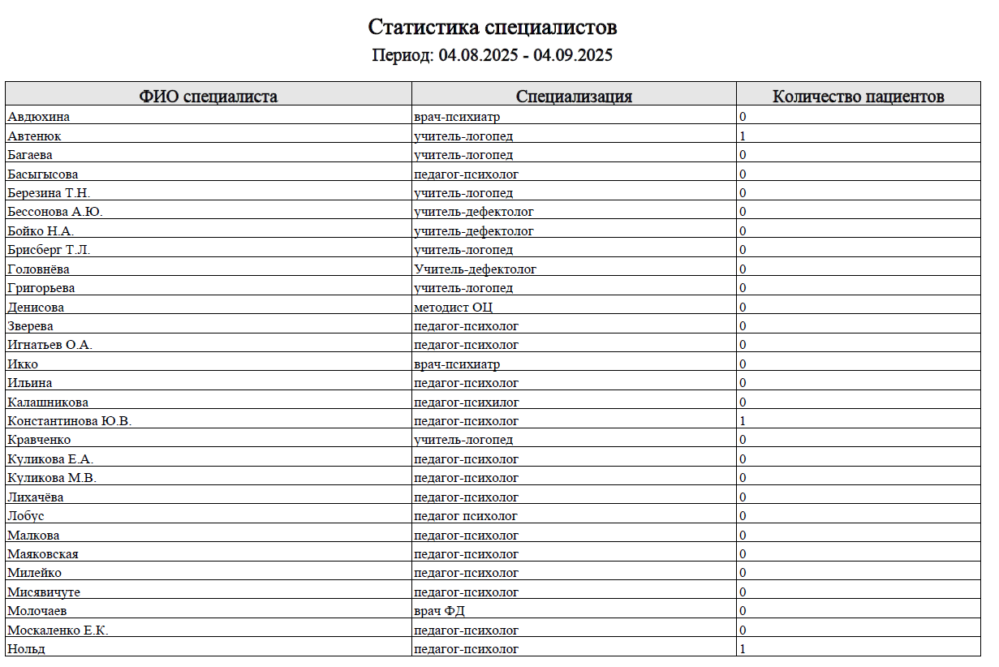 Статистика специалистов
Период: 04.08.2025 - 04.09.2025
ФИО специалиста Специализация Количество пациентов
Авдюхина врач-психиатр 0
Автенюк учитель-логопед 1
Багаева учитель-логопед 0
Басыгысова педагог-психолог 0
Березина Т.Н. учитель-логопед 0
Бессонова А.Ю. учитель-дефектолог 0
Бойко Н.А. учитель-дефектолог 0
Брисберг Т.Л. учитель-логопед 0
Головнёва Учитель-дефектолог 0
Григорьева учитель-логопед 0
Денисова методист ОЦ 0
Зверева педагог-психолог 0
Игнатьев О.А. педагог-психолог 0
Икко врач-психиатр 0
Ильина педагог-психолог 0
Калашникова педагог-психилог 0
Константинова Ю.В. педагог-психолог 1
Кравченко учитель-логопед 0
Куликова Е.А. педагог-психолог 0
Куликова М.В. педагог-психолог 0
Лихачёва педагог-психолог 0
Лобус педагог психолог 0
Малкова педагог-психолог 0
Маяковская педагог-психолог 0
Милейко педагог-психолог 0
Мисявичуте педагог-психолог 0
Молочаев врач ФД 0
Москаленко Е.К. педагог-психолог 0
Нольд педагог-психолог 1